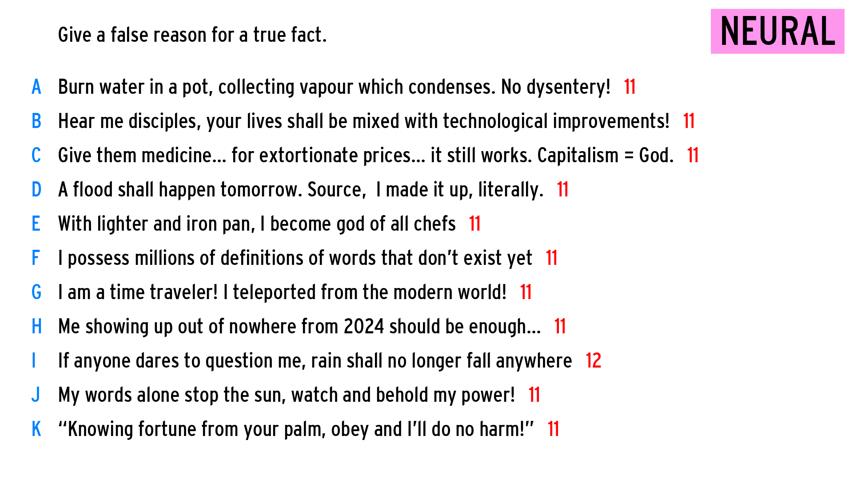 Give a false reason for a true fact.
NEURAL
A Burn water in a pot, collecting vapour which condenses. No dysentery! 11
B Hear me disciples, your lives shall be mixed with technological improvements! 11
C Give them medicine... for extortionate prices... it still works. Capitalism = God. 11
D A flood shall happen tomorrow. Source, I made it up, literally. 11
E With lighter and iron pan, I become god of all chefs 11
F I possess millions of definitions of words that don't exist yet 11
G I am a time traveler! I teleported from the modern world! 11
H Me showing up out of nowhere from 2024 should be enough... 11
I If anyone dares to question me, rain shall no longer fall anywhere 12
J My words alone stop the sun, watch and behold my power! 11
K “Knowing fortune from your palm, obey and I'll do no harm!” 11